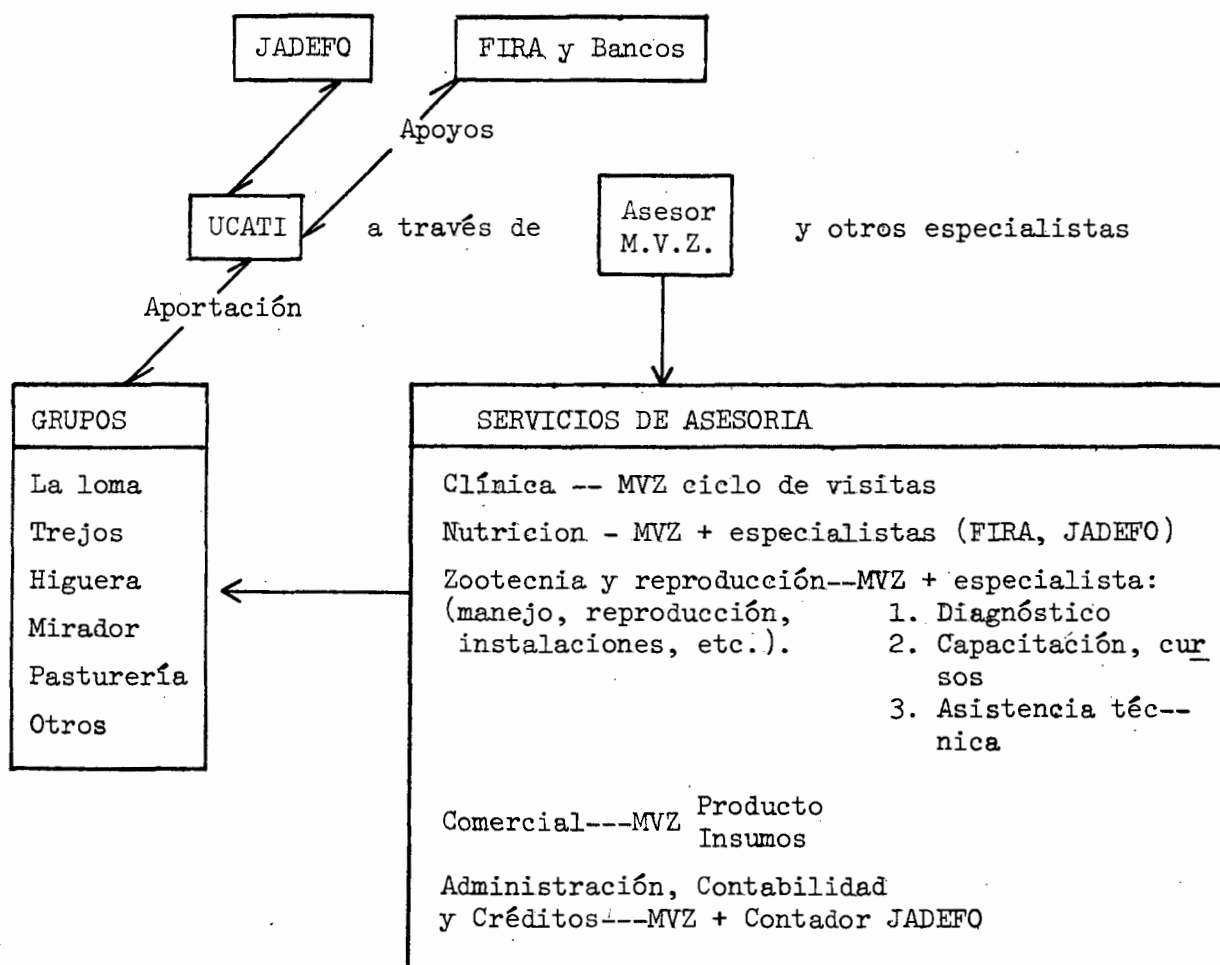 JADEFO
FIRA y Bancos
Apoyos
UCATI
a través de
Asesor
M.V.Z.
y otros especialistas
Aportación
GRUPOS
La loma
Trejos
Higuera
Mirador
Pasturería
Otros
SERVICIOS DE ASESORIA
Clínica -- MVZ ciclo de visitas
Nutricion - MVZ + especialistas (FIRA, JADEFO)
Zootecnia y reproducción--MVZ + especialista:
(manejo, reproducción,
instalaciones, etc.).
1. Diagnóstico
2. Capacitación, cur
sos
3. Asistencia téc--
nica
Comercial---MVZ Producto
Insumos
Administración, Contabilidad
y Créditos---MVZ + Contador JADEFO